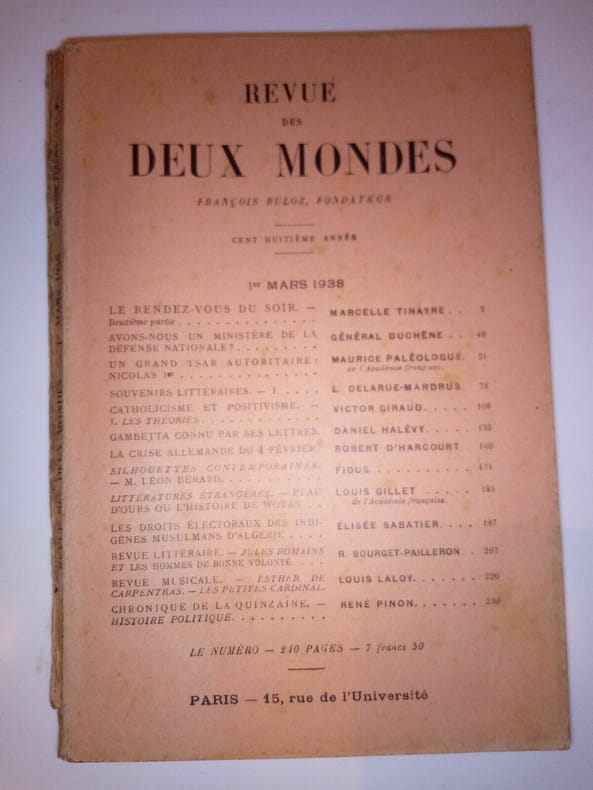 REVUE
DES
DEUX MONDES
FRANÇOIS BULOZ, FONDATEUR
CENT HUITIÈME ANNÉE
1er MARS 1938
LE RENDEZ-VOUS DU SOIR. — MARCELLE TINAYRE. . 5
Deuxième partie . . . . . . . . . . . . . .
AVONS-NOUS UN MINISTÈRE DE LA GÉNÉRAL DUCHÊNE . . 40
DÉFENSE NATIONALE? . . . . . . . .
UN GRAND TSAR AUTORITAIRE: MAURICE PALÉOLOGUE. 51
NICOLAS Ier . . . . . . . . . . . de l'Académie française.
SOUVENIRS LITTÉRAIRES. — I. . . . . L. DELARUE-MARDRUS 71
CATHOLICISME ET POSITIVISME. — VICTOR GIRAUD. . . . . 106
I. LES THÉORIES . . . . . . . . . . . .
GAMBETTA CONNU PAR SES LETTRES. DANIEL HALÉVY. . . . . 133
LA CRISE ALLEMANDE DU 4 FÉVRIER. ROBERT D'HARCOURT . 160
SILHOUETTES CONTEMPORAINES. FIDUS . . . . . . . . . . 171
— M. LÉON BÉRARD. . . . . . . . . .
LITTÉRATURES ÉTRANGÈRES. — PEAU LOUIS GILLET . . . . . 181
D'OURS OU L'HISTOIRE DE WOTAN . . de l'Académie française.
LES DROITS ÉLECTORAUX DES INDI- ÉLISÉE SABATIER. . . . 197
GÈNES MUSULMANS D'ALGÉRIE . . . .
REVUE LITTÉRAIRE. — JULES ROMAINS R. BOURGET-PAILLERON . 207
ET LES HOMMES DE BONNE VOLONTÉ . . .
REVUE MUSICALE. — ESTHER DE LOUIS LALOY. . . . . . . 220
CARPENTRAS. — LES PETITES CARDINAL.
CHRONIQUE DE LA QUINZAINE. — RENÉ PINON. . . . . . . 230
HISTOIRE POLITIQUE. . . . . . . . . .
LE NUMÉRO — 240 PAGES — 7 francs 50
PARIS — 15, rue de l'Université